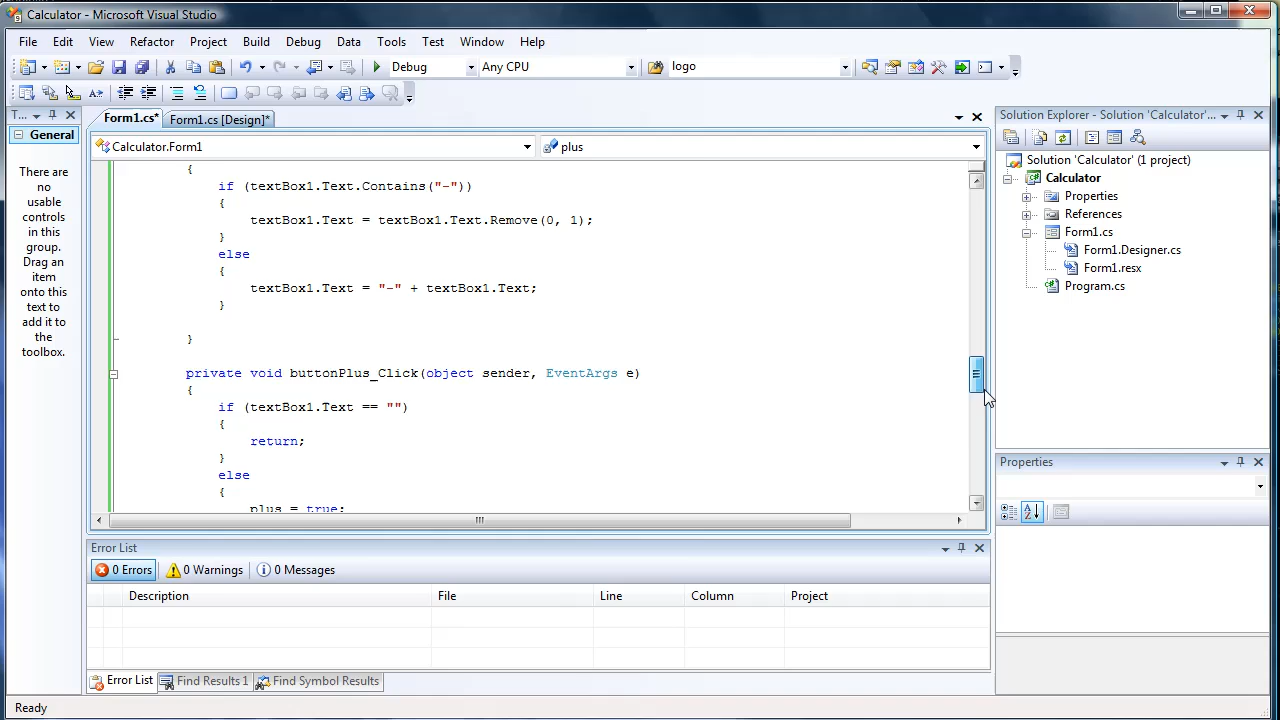 Calculator - Microsoft Visual Studio
File Edit View Refactor Project Build Debug Data Tools Test Window Help
Debug Any CPU logo
T... Form1.cs* Form1.cs [Design]* Solution Explorer - Solution 'Calculator'...
General
There are
no
usable
controls
in this
group.
Drag an
item
onto this
text to
add it to
the
toolbox.
Calculator.Form1 plus
{
if (textBox1.Text.Contains("-"))
{
textBox1.Text = textBox1.Text.Remove(0, 1);
}
else
{
textBox1.Text = "-" + textBox1.Text;
}
}
private void buttonPlus_Click(object sender, EventArgs e)
{
if (textBox1.Text == "")
{
return;
}
else
{
plus = true;
Solution 'Calculator' (1 project)
Calculator
Properties
References
Form1.cs
Form1.Designer.cs
Form1.resx
Program.cs
Properties
Error List
0 Errors 0 Warnings 0 Messages
Description File Line Column Project
Error List Find Results 1 Find Symbol Results
Ready